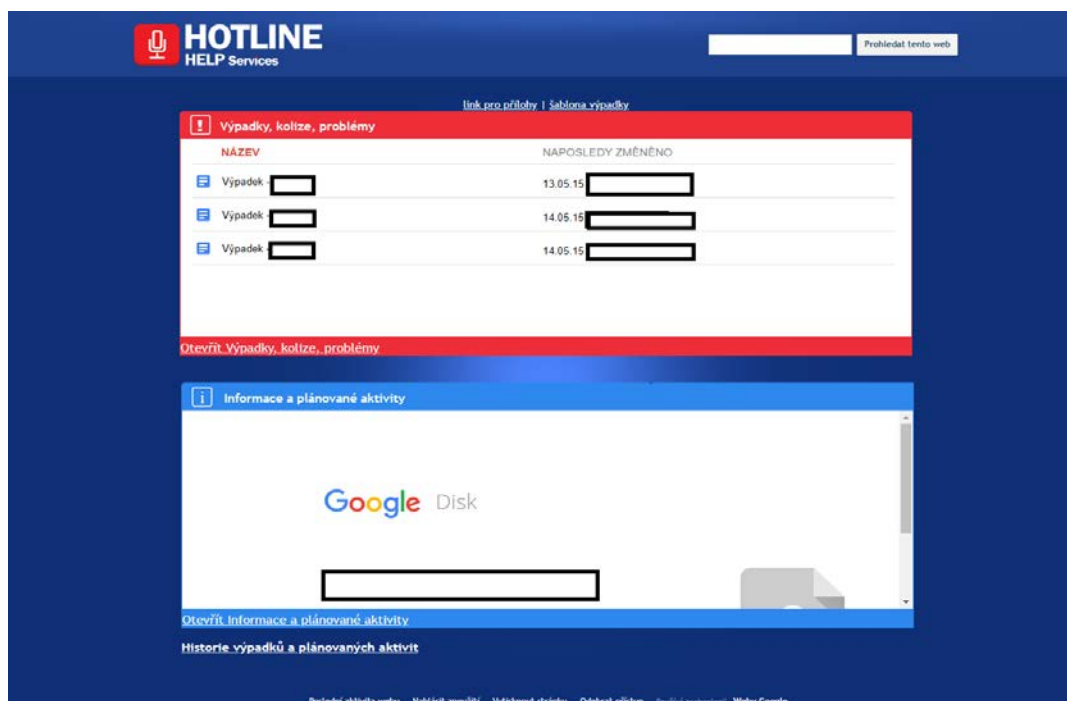 HOTLINE
HELP Services
Prohledat tento web
link pro přílohy | šablona výpadky
Výpadky, kolize, problémy
NÁZEV NAPOSLEDY ZMĚNĚNO
Výpadek - 13.05.15
Výpadek - 14.05.15
Výpadek - 14.05.15
Otevřít Výpadky, kolize, problémy
Informace a plánované aktivity
Google Disk
Otevřít Informace a plánované aktivity
Historie výpadků a plánovaných aktivit